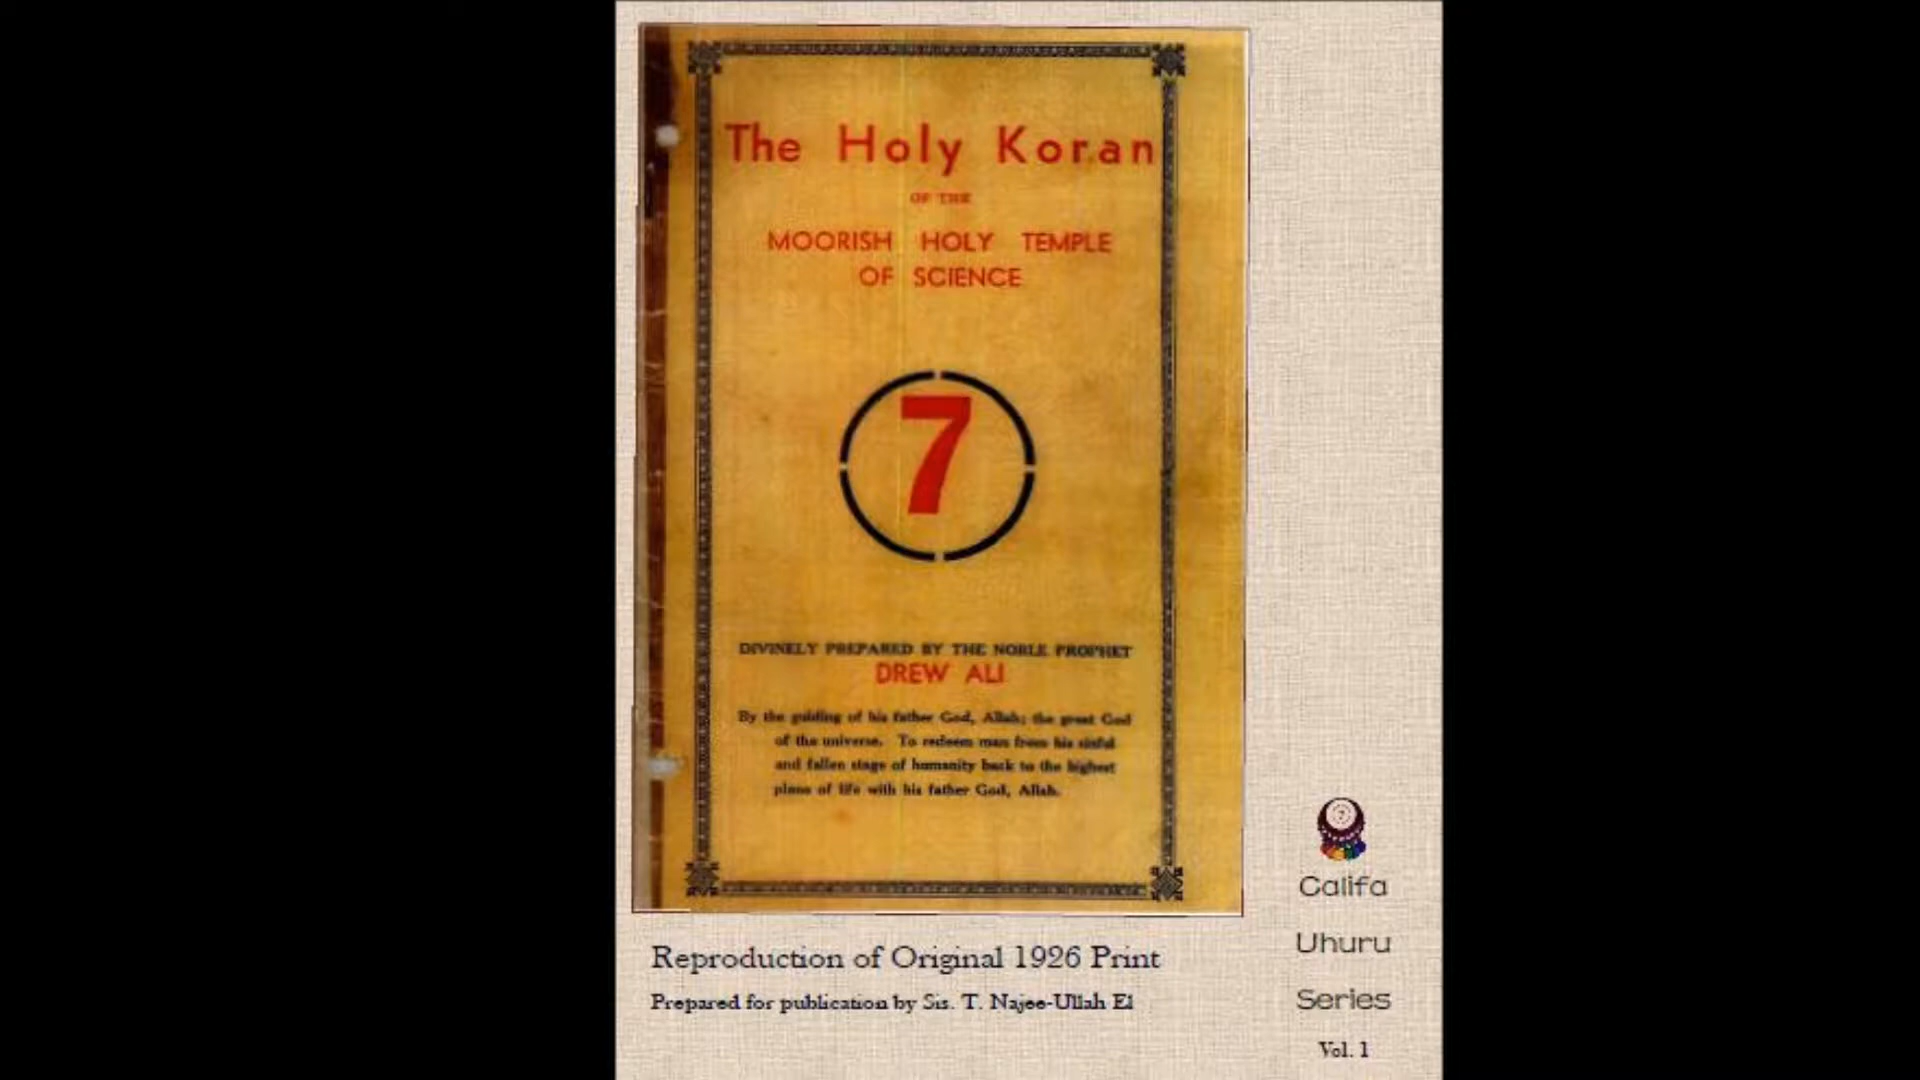 The Holy Koran
OF THE
MOORISH HOLY TEMPLE
OF SCIENCE
7
DIVINELY PREPARED BY THE NOBLE PROPHET
DREW ALI
By the guiding of his father God, Allah; the great God
of the universe. To redeem man from his sinful
and fallen stage of humanity back to the highest
plane of life with his father God, Allah.
Reproduction of Original 1926 Print
Prepared for publication by Sis. T. Najee-Ullah El
7
Califa
Uhuru
Series
Vol. 1